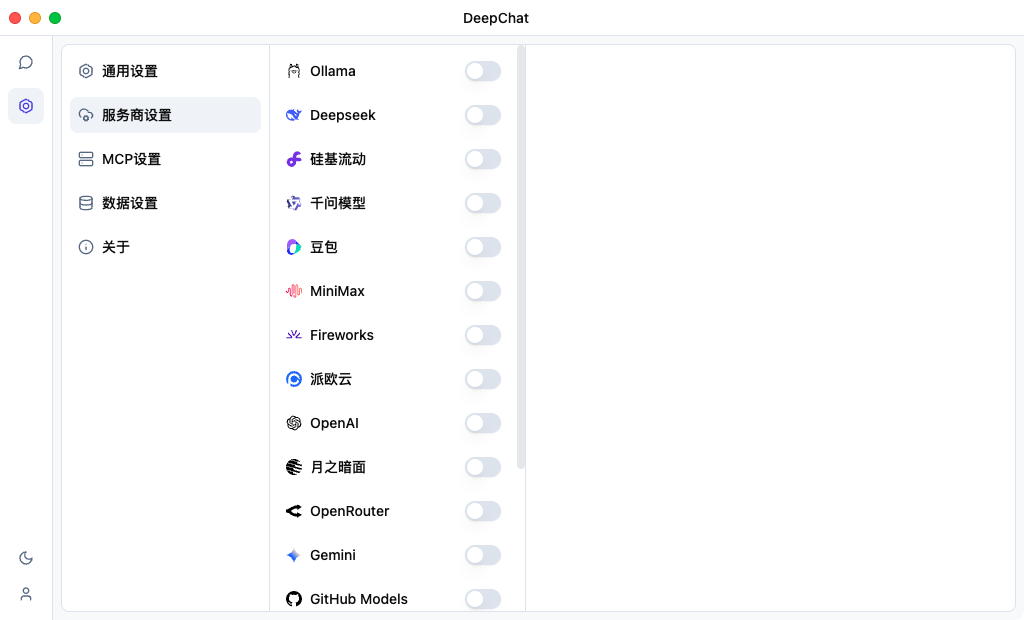 DeepChat
通用设置
服务商设置
MCP设置
数据设置
关于
Ollama
Deepseek
硅基流动
千问模型
豆包
MiniMax
Fireworks
派欧云
OpenAI
月之暗面
OpenRouter
Gemini
GitHub Models